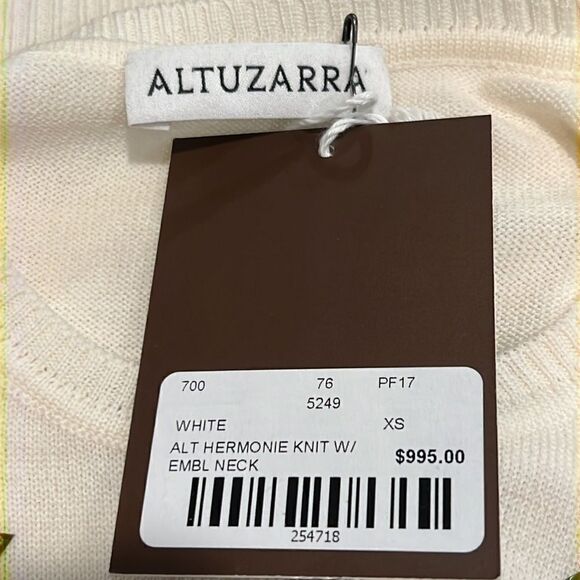 ALTUZARRA
700 76 PF17
5249
WHITE XS
ALT HERMONIE KNIT W/
EMBL NECK $995.00
254718